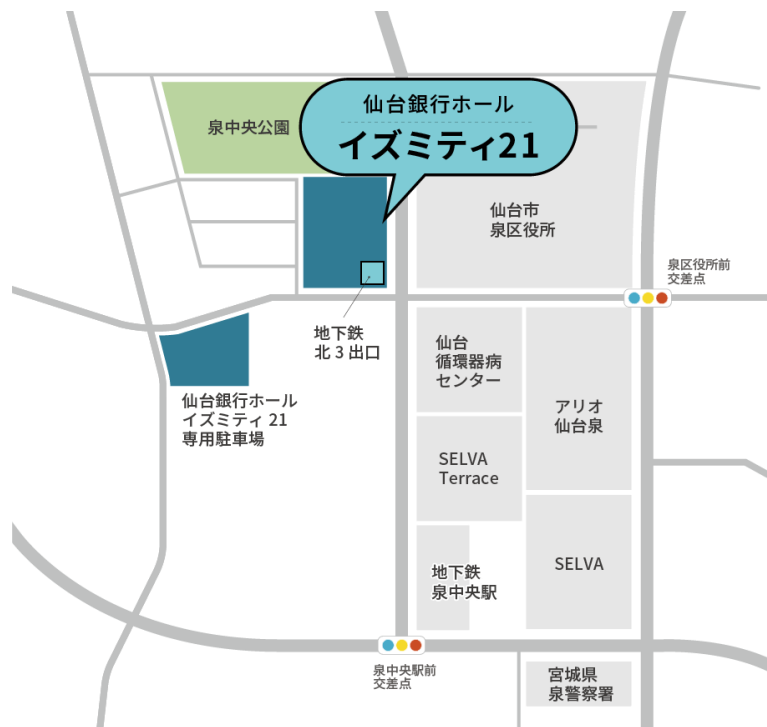 仙台銀行ホール
イズミティ21
泉中央公園
仙台市
泉区役所
泉区役所前
交差点
地下鉄
北3出口
仙台
循環器病
センター
アリオ
仙台泉
仙台銀行ホール
イズミティ 21
専用駐車場
SELVA
Terrace
SELVA
地下鉄
泉中央駅
泉中央駅前
交差点
宮城県
泉警察署